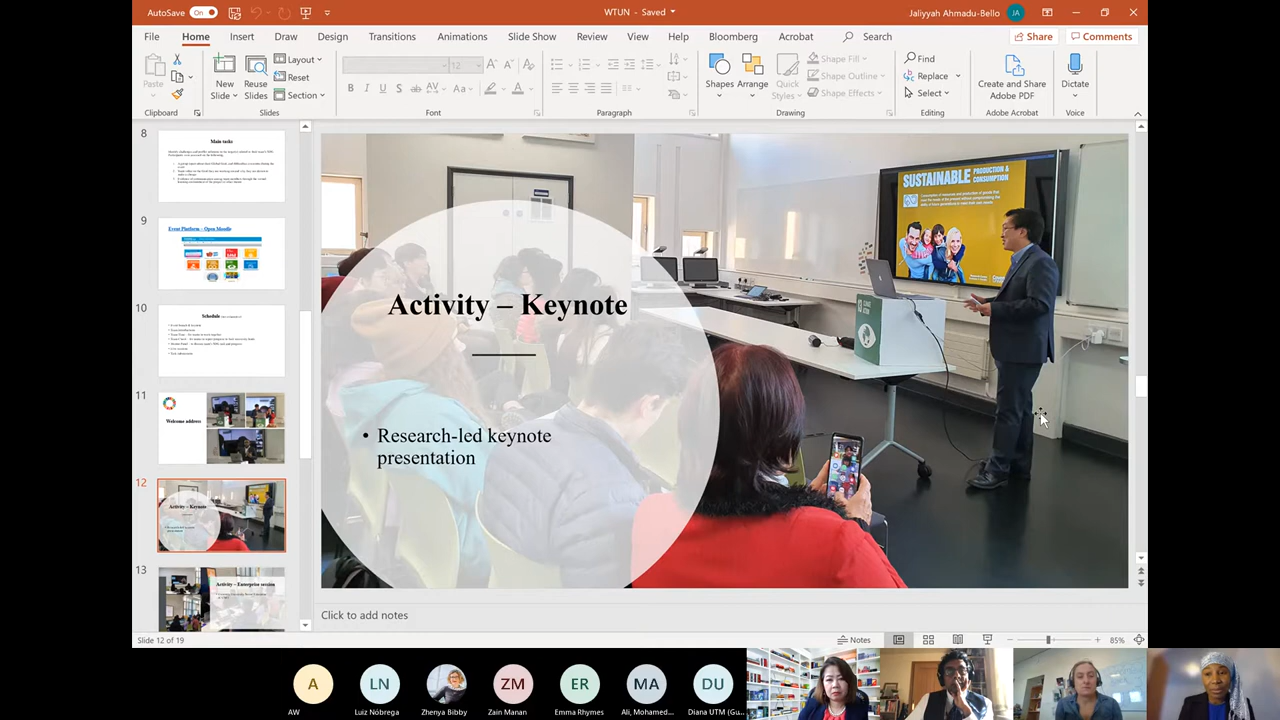 AutoSave On
WTUN - Saved
Jaliyyah Ahmadu-Bello JA
File Home Insert Draw Design Transitions Animations Slide Show Review View Help Bloomberg Acrobat Search Share Comments
Paste
New Slide
Reuse Slides
Layout
Reset
Section
12
Shapes
Arrange
Quick Styles
Shape Fill
Shape Outline
Shape Effects
Find
Replace
Select
Create and Share Adobe PDF
Dictate
Clipboard Slides Font Paragraph Drawing Editing Adobe Acrobat Voice
8
Main tasks
9
Event Platform – Open Moodle
10
Schedule
11
Welcome address
12
Activity – Keynote
13
Activity – Enterprise session
SUSTAINABLE PRODUCTION & CONSUMPTION
Activity – Keynote
• Research-led keynote
presentation
Click to add notes
Slide 12 of 19
Notes
85%
A LN ZM ER MA DU
AW Luiz Nóbrega Zhenya Bibby Zain Manan Emma Rhymes Ali, Mohamed... Diana UTM (Gu...